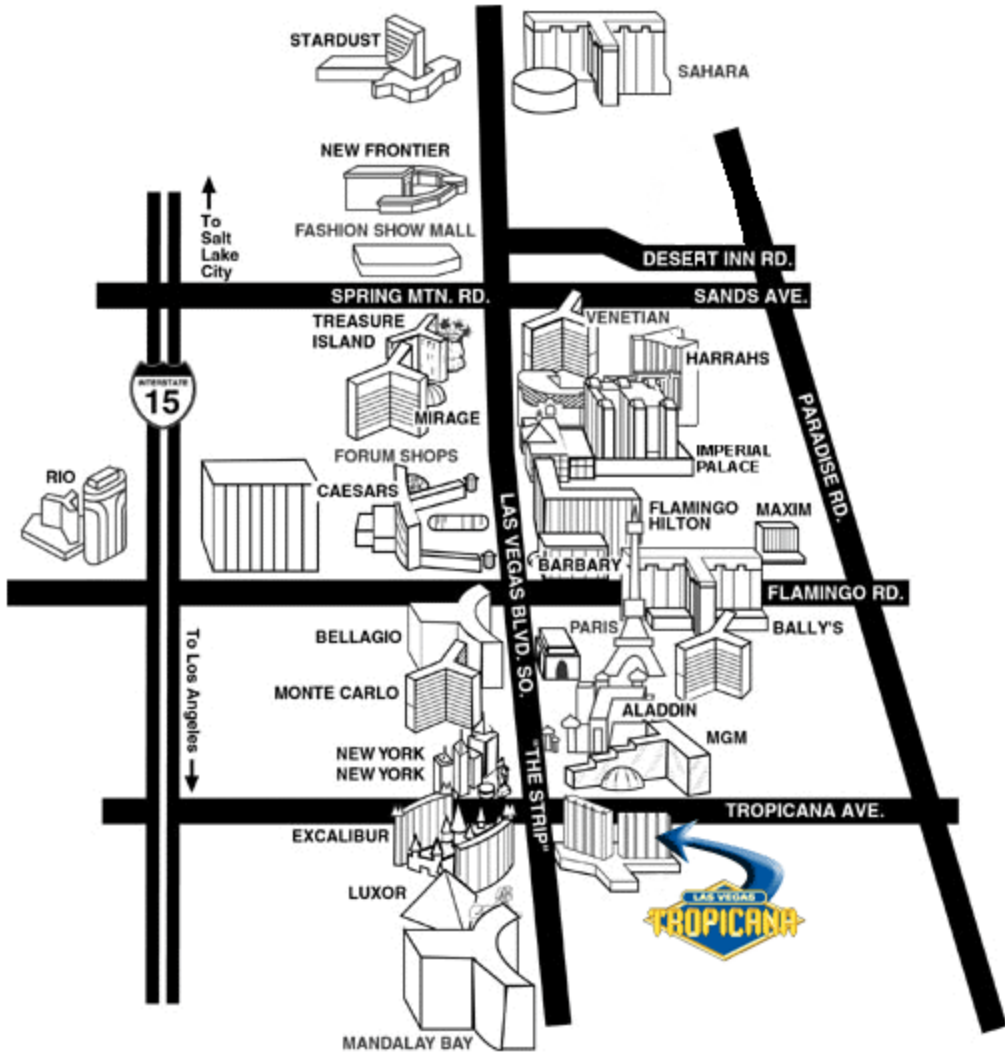 STARDUST
SAHARA
NEW FRONTIER
To
Salt
Lake
City
FASHION SHOW MALL
DESERT INN RD.
SPRING MTN. RD.
SANDS AVE.
TREASURE
ISLAND
VENETIAN
HARRAHS
INTERSTATE
15
MIRAGE
PARADISE RD.
FORUM SHOPS
IMPERIAL
PALACE
RIO
CAESARS
LAS VEGAS BLVD. SO.
FLAMINGO
HILTON
MAXIM
BARBARY
FLAMINGO RD.
BELLAGIO
PARIS
BALLY'S
To Los Angeles
MONTE CARLO
ALADDIN
MGM
NEW YORK
NEW YORK
"THE STRIP"
TROPICANA AVE.
EXCALIBUR
LUXOR
LAS VEGAS
TROPICANA
MANDALAY BAY